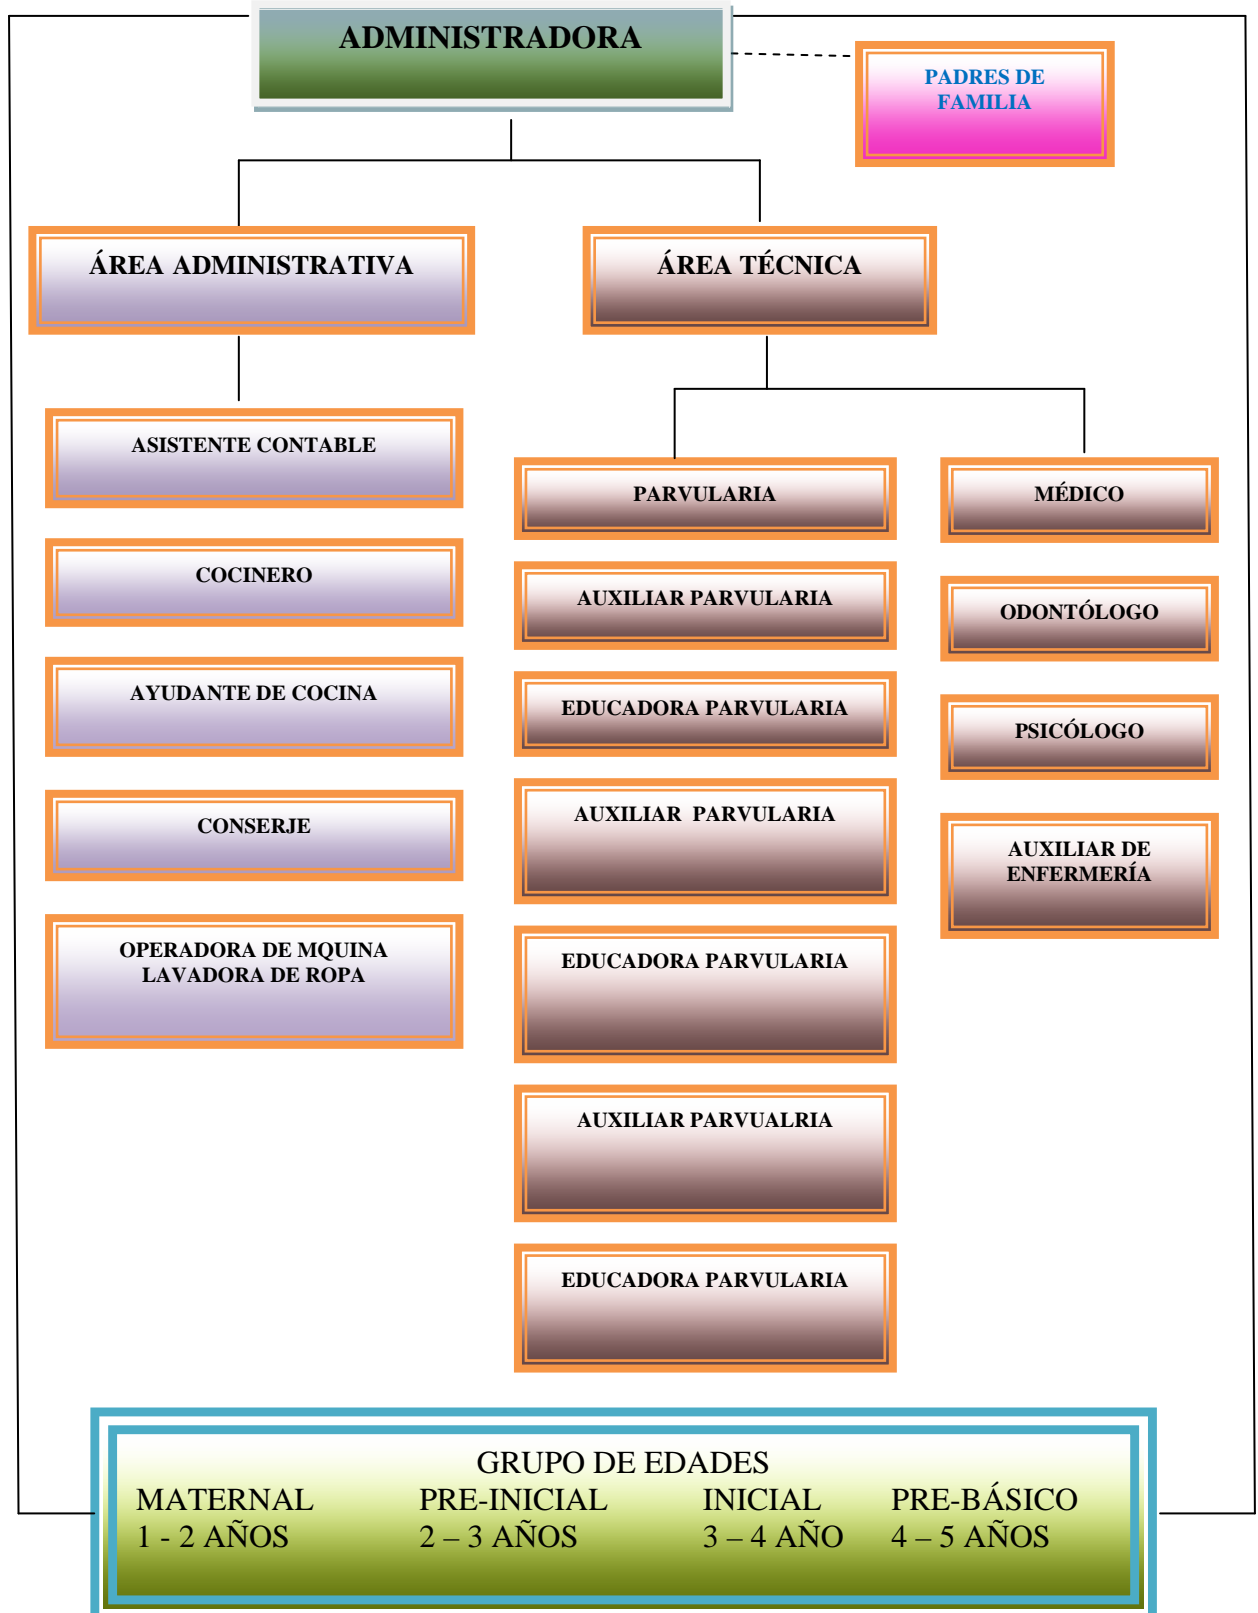 ADMINISTRADORA
PADRES DE
FAMILIA
ÁREA ADMINISTRATIVA
ÁREA TÉCNICA
ASISTENTE CONTABLE
COCINERO
AYUDANTE DE COCINA
CONSERJE
OPERADORA DE MQUINA
LAVADORA DE ROPA
PARVULARIA
AUXILIAR PARVULARIA
EDUCADORA PARVULARIA
AUXILIAR PARVULARIA
EDUCADORA PARVULARIA
AUXILIAR PARVUALRIA
EDUCADORA PARVULARIA
MÉDICO
ODONTÓLOGO
PSICÓLOGO
AUXILIAR DE
ENFERMERÍA
GRUPO DE EDADES
MATERNAL PRE-INICIAL INICIAL PRE-BÁSICO
1 - 2 AÑOS 2 – 3 AÑOS 3 – 4 AÑO 4 – 5 AÑOS